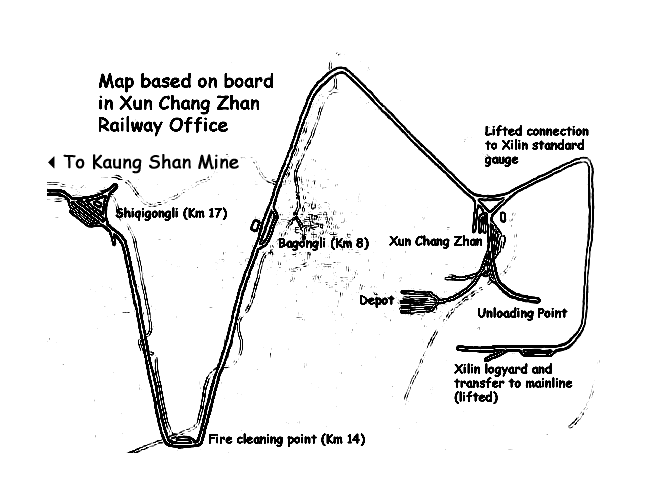 Map based on board
in Xun Chang Zhan
Railway Office
◄ To Kaung Shan Mine
Lifted connection
to Xilin standard
gauge
Shiqigongli (Km 17)
Bagongli (Km 8)
Xun Chang Zhan
Depot
Unloading Point
Xilin logyard and
transfer to mainline
(lifted)
Fire cleaning point (Km 14)